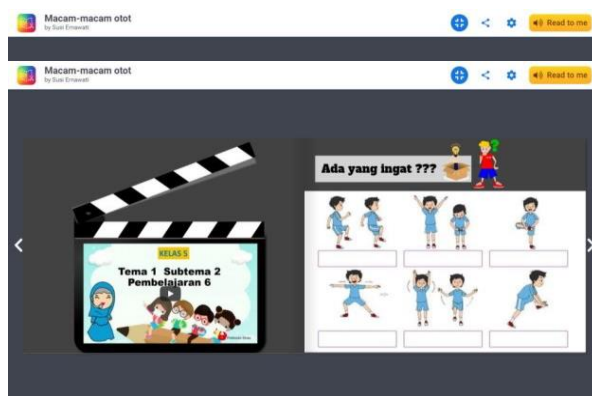 Macam-macam otot
by Susi Ernawati
Read to me
Macam-macam otot
by Susi Ernawati
Read to me
KELAS 5
Tema 1 Subtema 2
Pembelajaran 6
Ada yang ingat ???